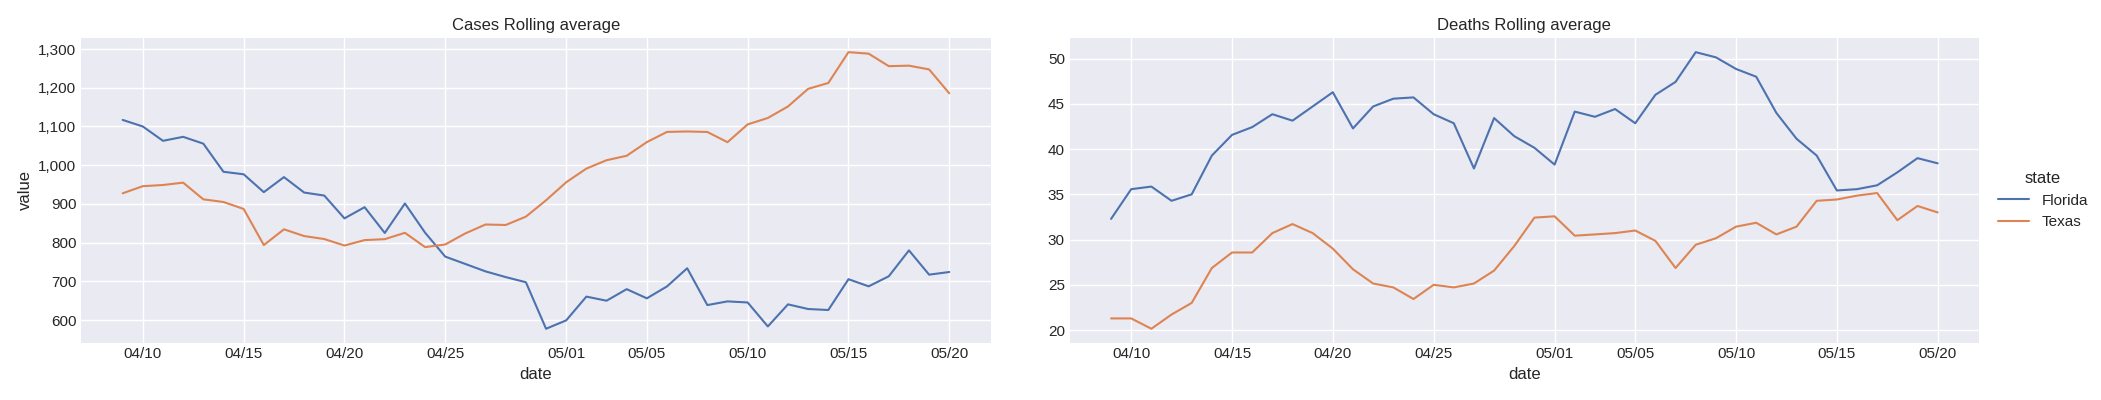 Cases Rolling average
value
1,300
1,200
1,100
1,000
900
800
700
600
04/10 04/15 04/20 04/25 05/01 05/05 05/10 05/15 05/20
date
Deaths Rolling average
50
45
40
35
30
25
20
04/10 04/15 04/20 04/25 05/01 05/05 05/10 05/15 05/20
date
state
Florida
Texas